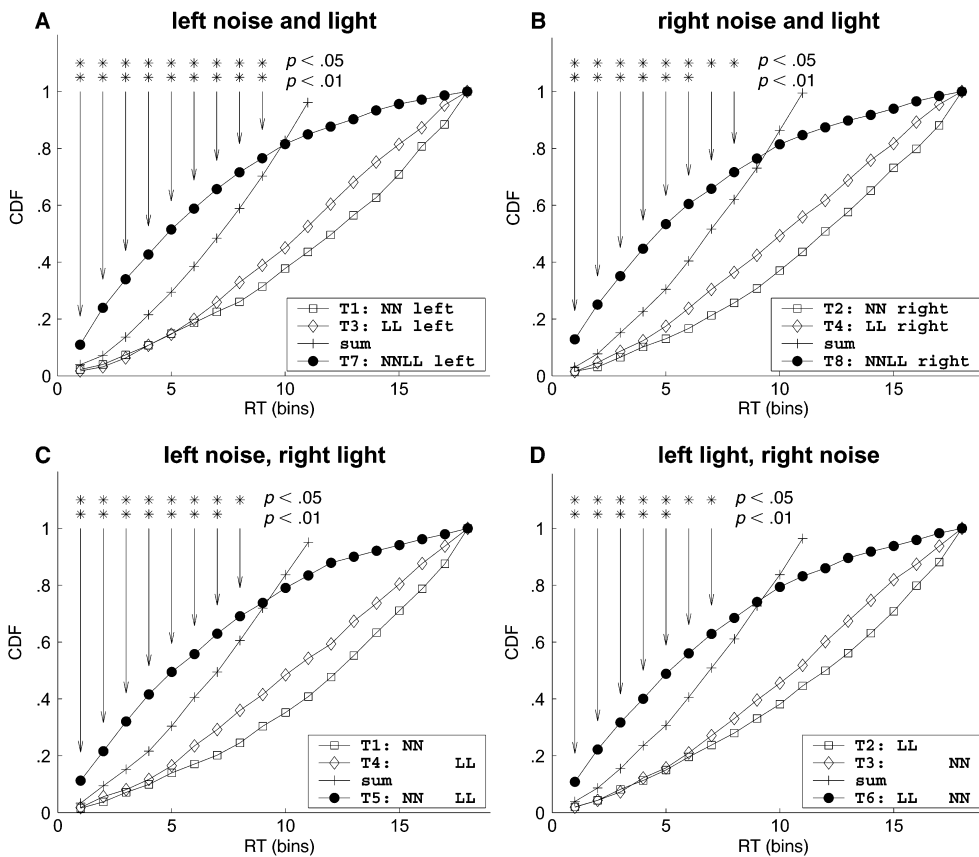 A left noise and light
p < .05
p < .01
1
.8
.6
.4
.2
0
CDF
0 5 10 15
RT (bins)
T1: NN left
T3: LL left
sum
T7: NNLL left
B right noise and light
p < .05
p < .01
1
.8
.6
.4
.2
0
CDF
0 5 10 15
RT (bins)
T2: NN right
T4: LL right
sum
T8: NNLL right
C left noise, right light
p < .05
p < .01
1
.8
.6
.4
.2
0
CDF
0 5 10 15
RT (bins)
T1: NN
T4: LL
sum
T5: NN LL
D left light, right noise
p < .05
p < .01
1
.8
.6
.4
.2
0
CDF
0 5 10 15
RT (bins)
T2: LL
T3: NN
sum
T6: LL NN